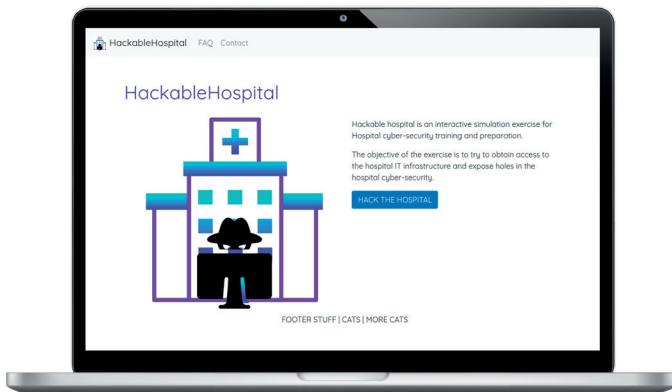 HackableHospital FAQ Contact
HackableHospital
Hackable hospital is an interactive simulation exercise for
Hospital cyber-security training and preparation.
The objective of the exercise is to try to obtain access to
the hospital IT infrastructure and expose holes in the
hospital cyber-security.
HACK THE HOSPITAL
FOOTER STUFF | CATS | MORE CATS